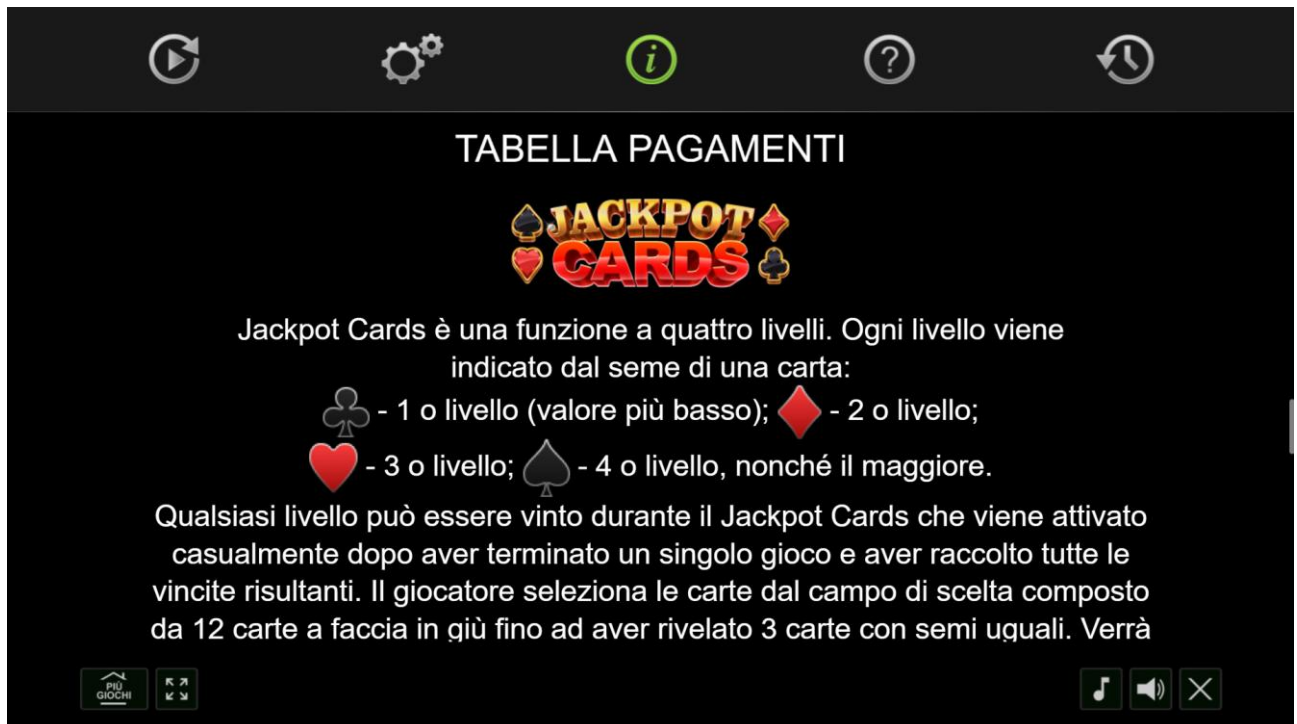 TABELLA PAGAMENTI
JACKPOT
CARDS
Jackpot Cards è una funzione a quattro livelli. Ogni livello viene
indicato dal seme di una carta:
- 1 o livello (valore più basso); - 2 o livello;
- 3 o livello; - 4 o livello, nonché il maggiore.
Qualsiasi livello può essere vinto durante il Jackpot Cards che viene attivato
casualmente dopo aver terminato un singolo gioco e aver raccolto tutte le
vincite risultanti. Il giocatore seleziona le carte dal campo di scelta composto
da 12 carte a faccia in giù fino ad aver rivelato 3 carte con semi uguali. Verrà
PIÙ
GIOCHI